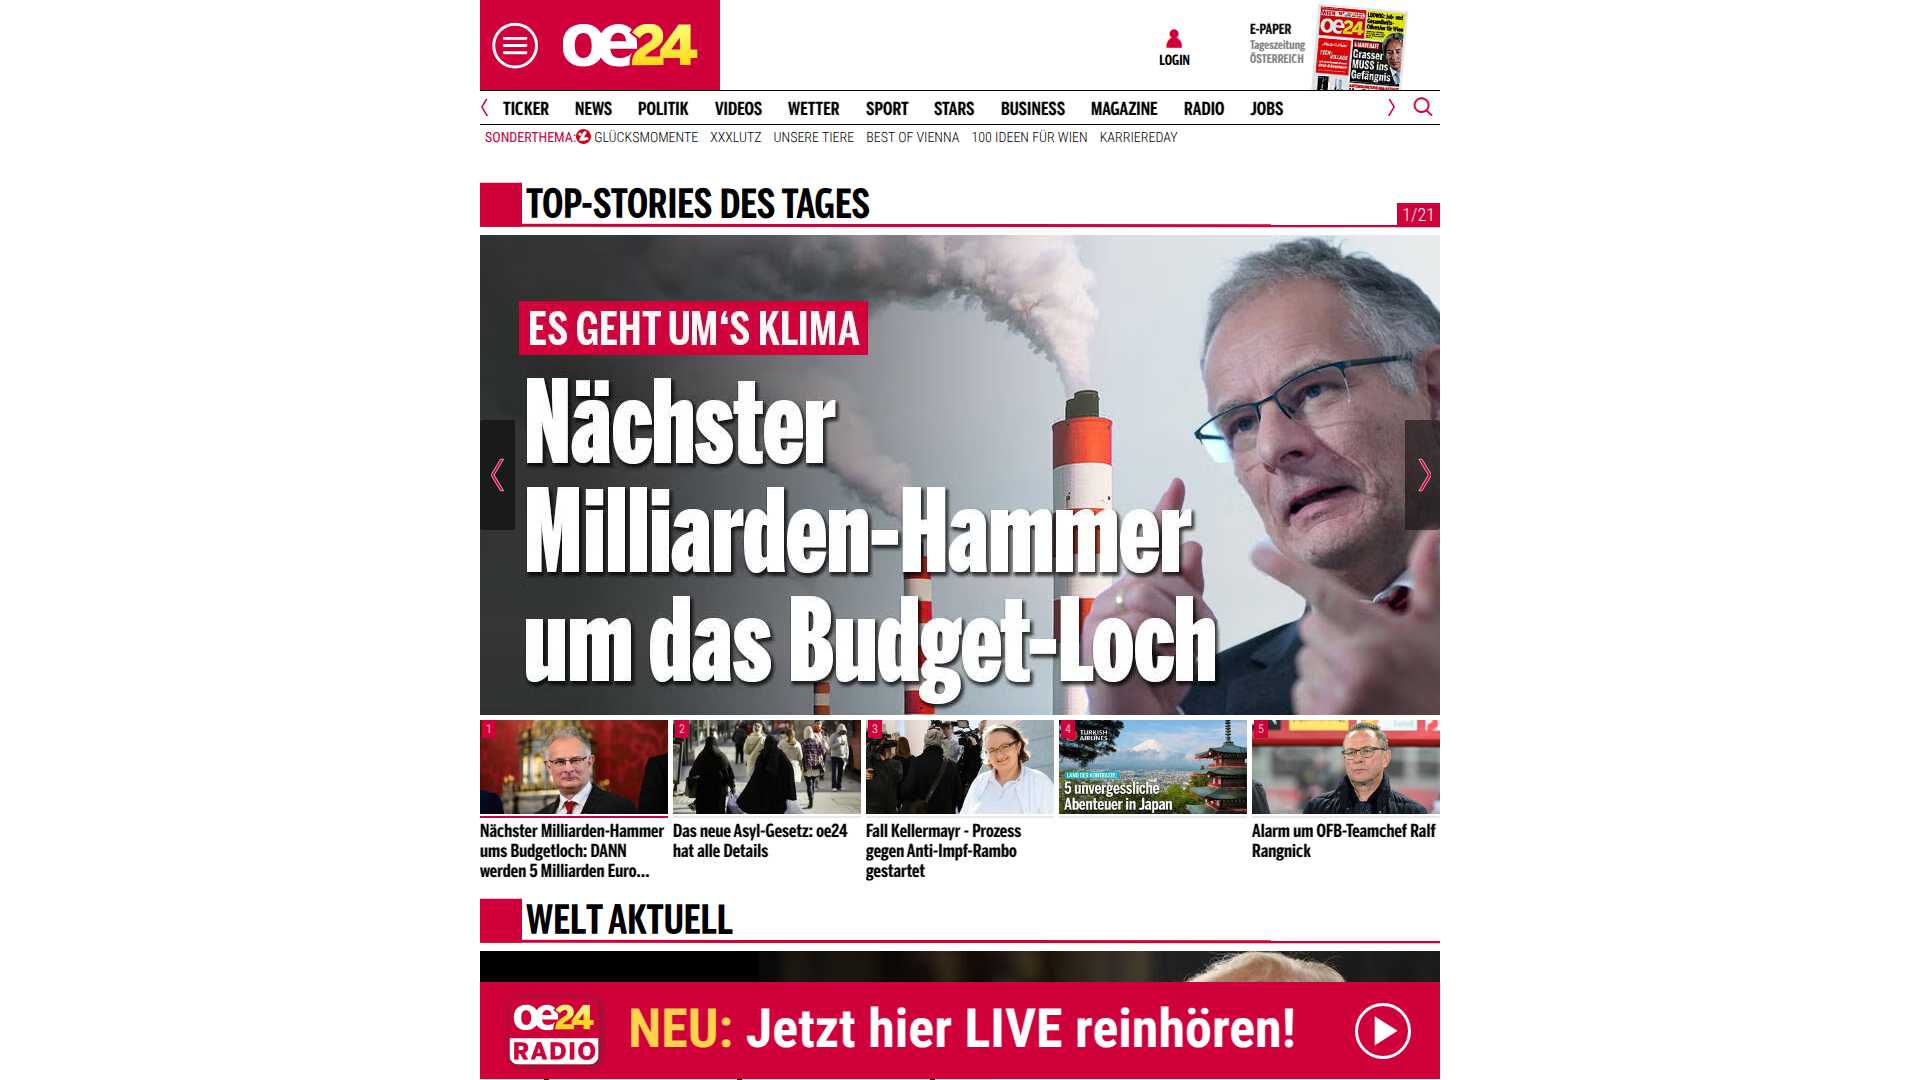 oe24
LOGIN
E-PAPER
Tageszeitung
ÖSTERREICH
oe24
Grasser
MUSS ins
Gefängnis
TICKER NEWS POLITIK VIDEOS WETTER SPORT STARS BUSINESS MAGAZINE RADIO JOBS
SONDERTHEMA: GLÜCKSMOMENTE XXXLUTZ UNSERE TIERE BEST OF VIENNA 100 IDEEN FÜR WIEN KARRIEREDAY
TOP-STORIES DES TAGES
1/21
ES GEHT UM‘S KLIMA
Nächster
Milliarden-Hammer
um das Budget-Loch
1
2
3
4
5
TURKISH
AIRLINES
LAND DER KONTRASTE
5 unvergessliche
Abenteuer in Japan
Nächster Milliarden-Hammer
ums Budgetloch: DANN
werden 5 Milliarden Euro...
Das neue Asyl-Gesetz: oe24
hat alle Details
Fall Kellermayr - Prozess
gegen Anti-Impf-Rambo
gestartet
Alarm um ÖFB-Teamchef Ralf
Rangnick
WELT AKTUELL
oe24
RADIO
NEU: Jetzt hier LIVE reinhören!